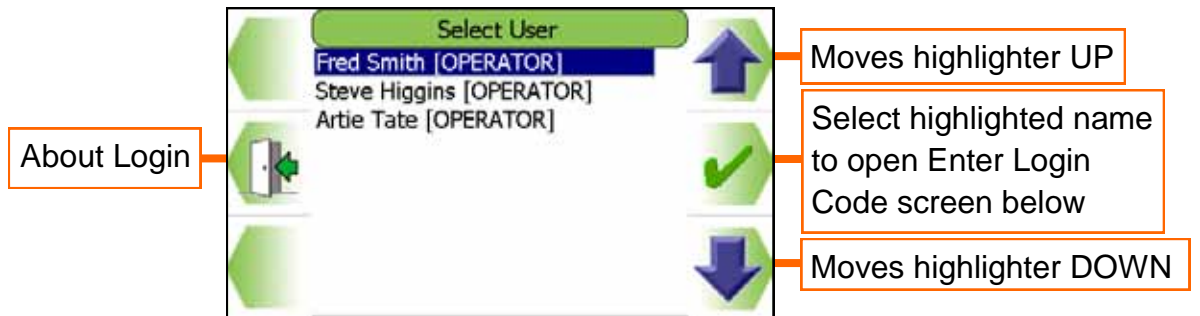 Select User
Fred Smith [OPERATOR]
Steve Higgins [OPERATOR]
Artie Tate [OPERATOR]
About Login
Moves highlighter UP
Select highlighted name
to open Enter Login
Code screen below
Moves highlighter DOWN